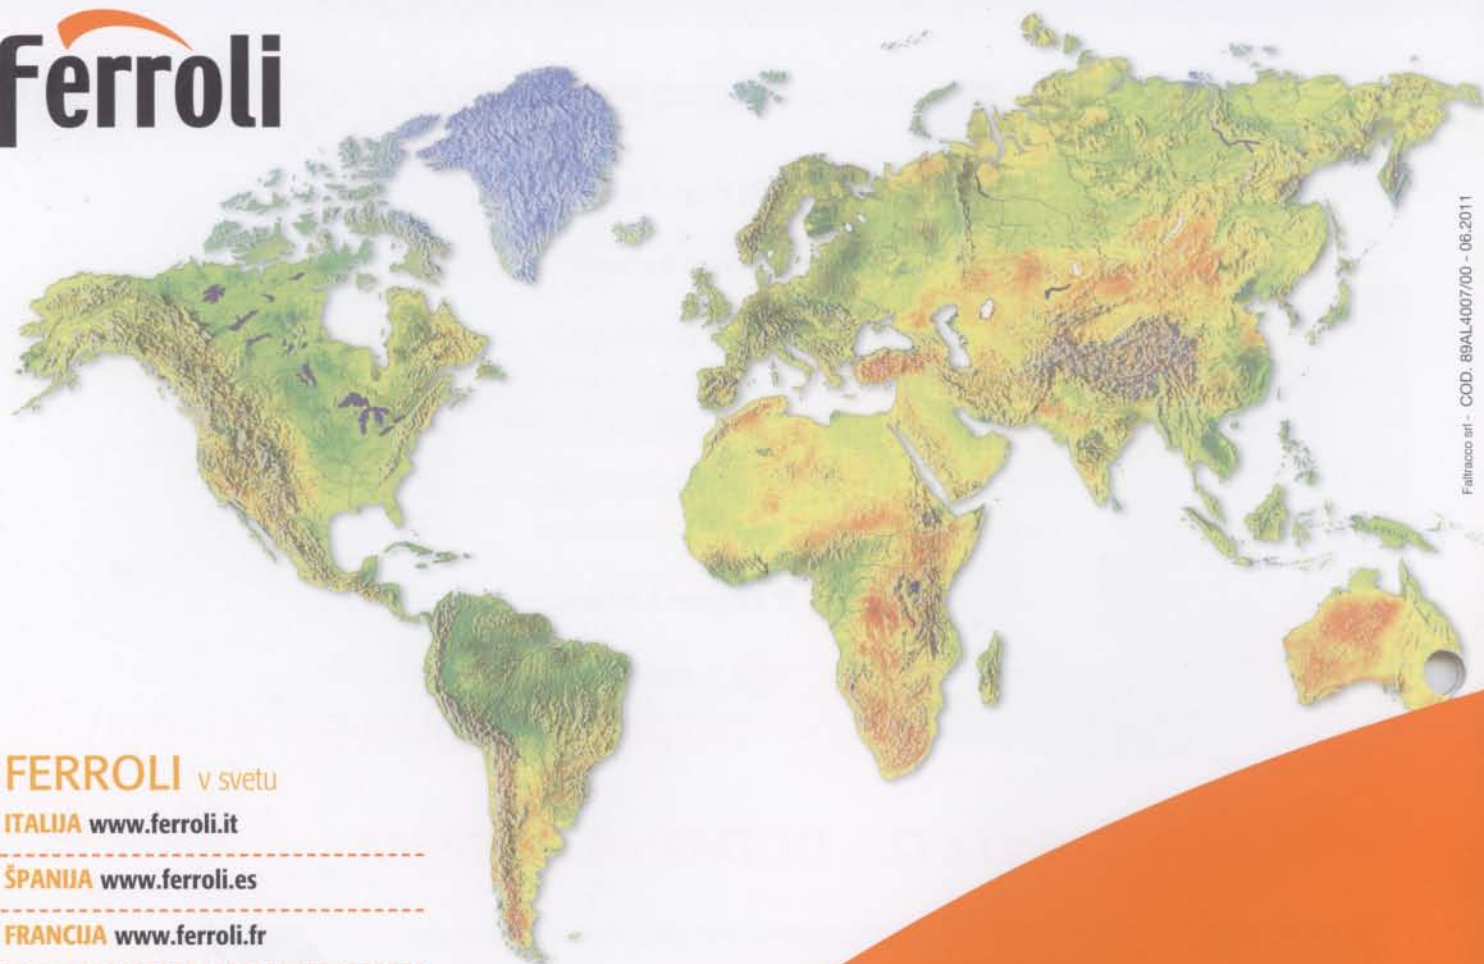 Ferroli
Faltracco srl - COD. 89AL4007/00 - 06.2011
FERROLI v svetu
ITALIJA www.ferroli.it
ŠPANIJA www.ferroli.es
FRANCIJA www.ferroli.fr